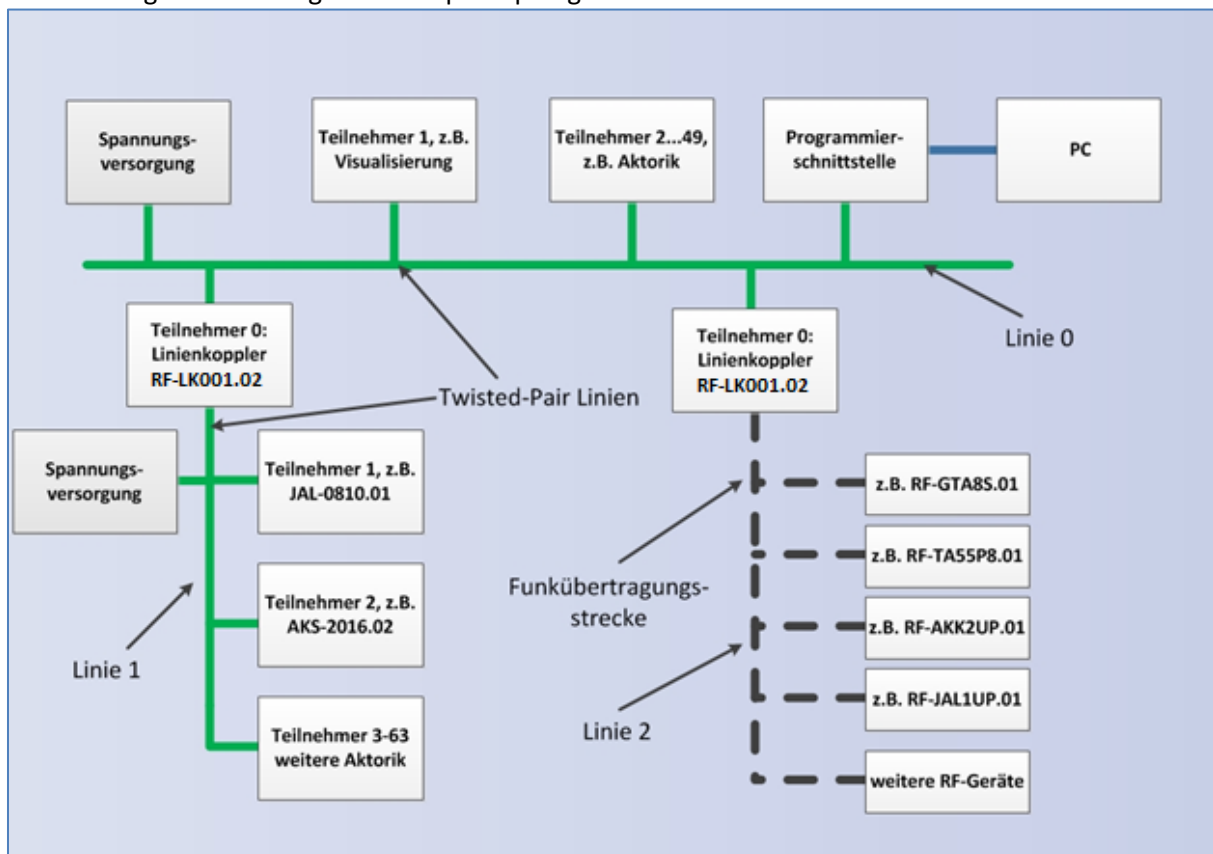 Spannungs-
versorgung
Teilnehmer 1, z.B.
Visualisierung
Teilnehmer 2...49,
z.B. Aktorik
Programmier-
schnittstelle
PC
Teilnehmer 0:
Linienkoppler
RF-LK001.02
Teilnehmer 0:
Linienkoppler
RF-LK001.02
Linie 0
Twisted-Pair Linien
Spannungs-
versorgung
Teilnehmer 1, z.B.
JAL-0810.01
Teilnehmer 2, z.B.
AKS-2016.02
Teilnehmer 3-63
weitere Aktorik
Linie 1
Funkübertragungs-
strecke
Linie 2
z.B. RF-GTA8S.01
z.B. RF-TA55P8.01
z.B. RF-AKK2UP.01
z.B. RF-JAL1UP.01
weitere RF-Geräte